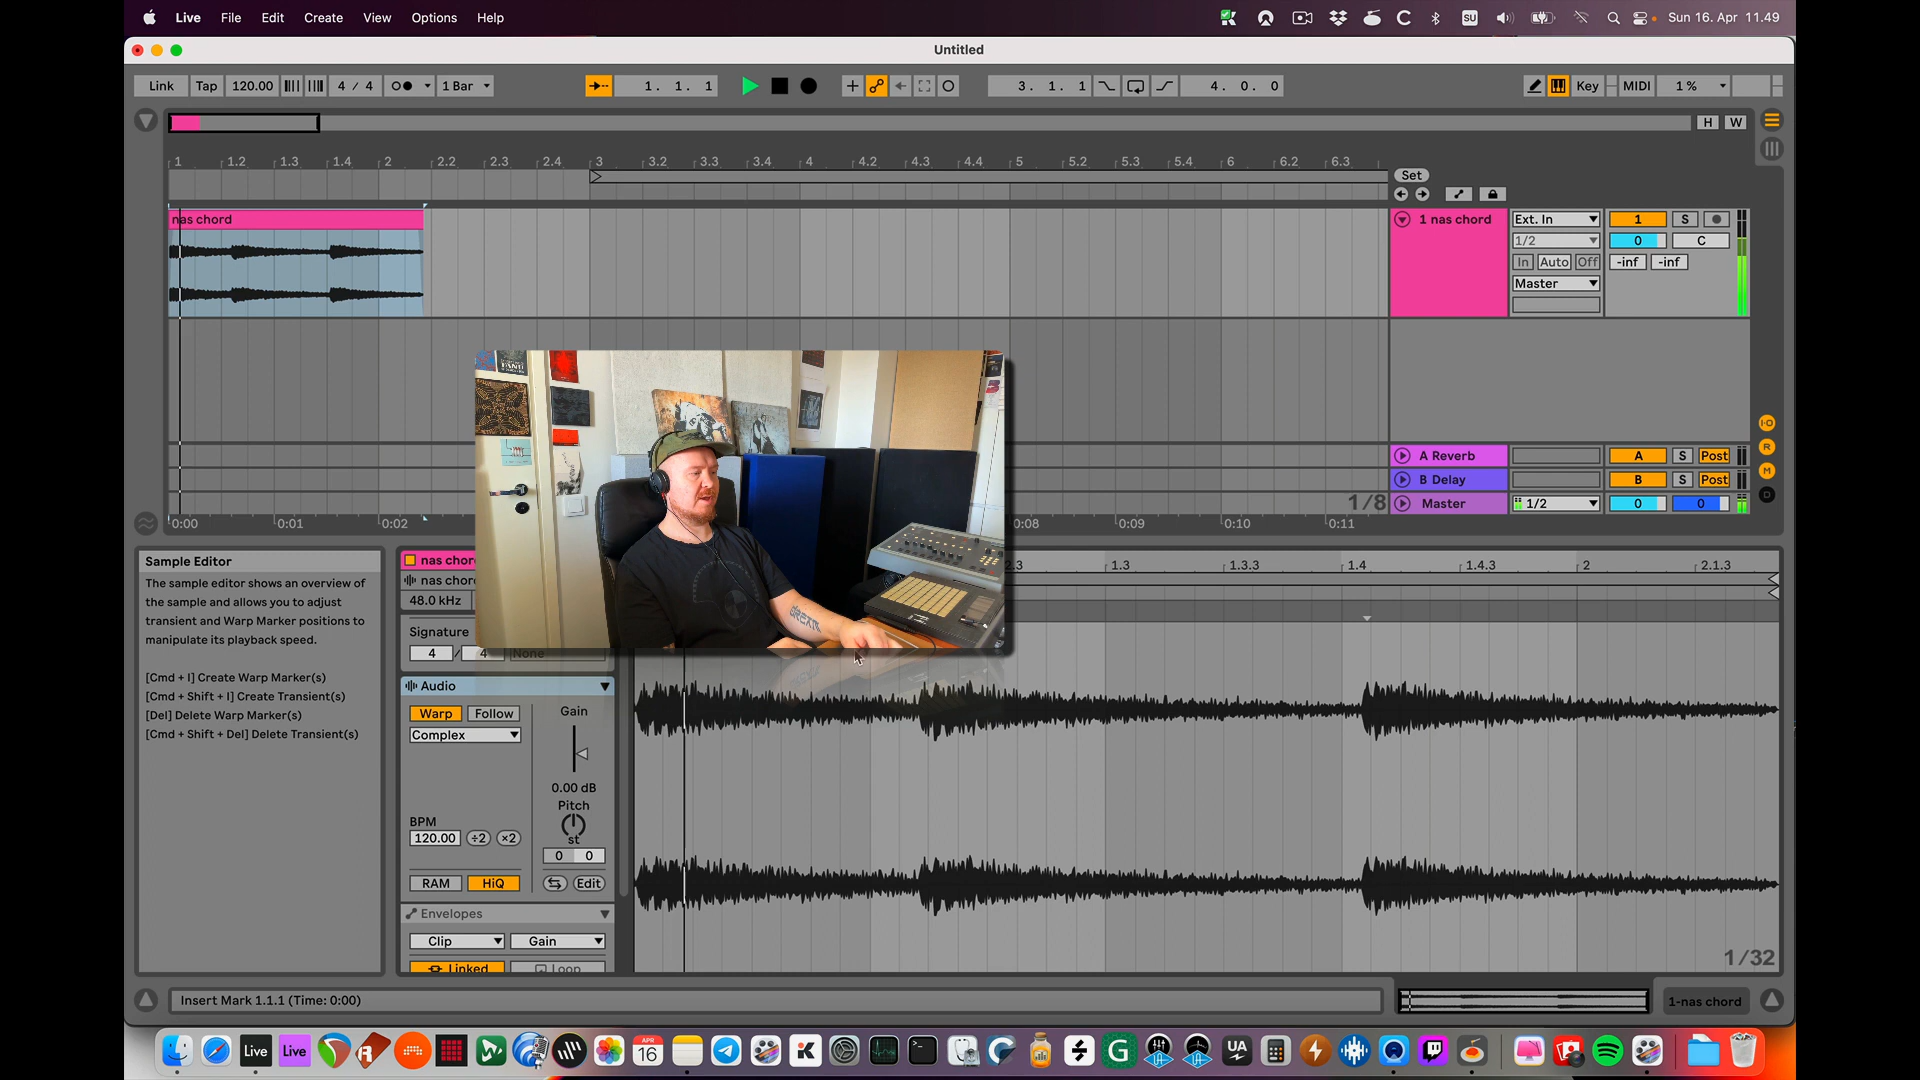 Live File Edit Create View Options Help
SU
Sun 16. Apr 11.49
Untitled
Link Tap 120.00 4 / 4 1 Bar
1. 1. 1
3. 1. 1
4. 0. 0
Key MIDI 1 %
H W
1 1.2 1.3 1.4 2 2.2 2.3 2.4 3 3.2 3.3 3.4 4 4.2 4.3 4.4 5 5.2 5.3 5.4 6 6.2 6.3
Set
nas chord
1 nas chord Ext. In 1 S
1/2 0 C
In Auto Off -inf -inf
Master
A Reverb A S Post
B Delay B S Post
1/8 Master 1/2 0 0
0:00 0:01 0:02 0:08 0:09 0:10 0:11
I·O
R
M
D
Sample Editor
The sample editor shows an overview of
the sample and allows you to adjust
transient and Warp Marker positions to
manipulate its playback speed.
[Cmd + I] Create Warp Marker(s)
[Cmd + Shift + I] Create Transient(s)
[Del] Delete Warp Marker(s)
[Cmd + Shift + Del] Delete Transient(s)
nas chor
nas chor
48.0 kHz
Signature
4 / 4 None
Audio
Warp Follow Gain
Complex
0.00 dB
Pitch
st
BPM
120.00 ÷2 ×2
0 0
RAM HiQ Edit
Envelopes
Clip Gain
Linked Loop
2.3 1.3 1.3.3 1.4 1.4.3 2 2.1.3
1/32
Insert Mark 1.1.1 (Time: 0:00)
1-nas chord
Live Live
APR
16
UA